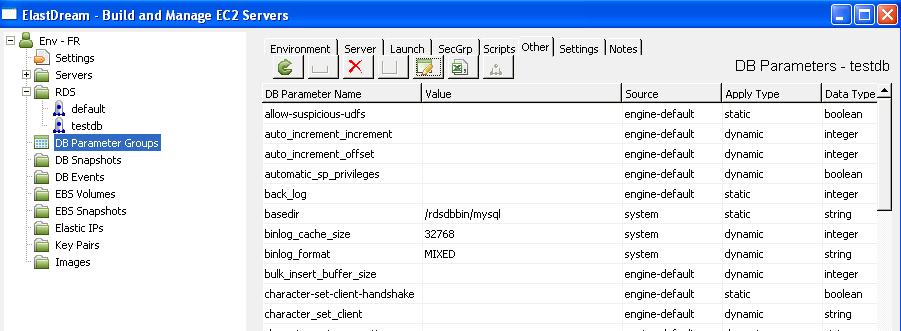 ElastDream - Build and Manage EC2 Servers
Env - FR
Settings
Servers
RDS
default
testdb
DB Parameter Groups
DB Snapshots
DB Events
EBS Volumes
EBS Snapshots
Elastic IPs
Key Pairs
Images
Environment Server Launch SecGrp Scripts Other Settings Notes
DB Parameters - testdb
DB Parameter Name Value Source Apply Type Data Type
allow-suspicious-udfs engine-default static boolean
auto_increment_increment engine-default dynamic integer
auto_increment_offset engine-default dynamic integer
automatic_sp_privileges engine-default dynamic boolean
back_log engine-default static integer
basedir /rdsdbbin/mysql system static string
binlog_cache_size 32768 system dynamic integer
binlog_format MIXED system dynamic string
bulk_insert_buffer_size engine-default dynamic integer
character-set-client-handshake engine-default static boolean
character_set_client engine-default dynamic string